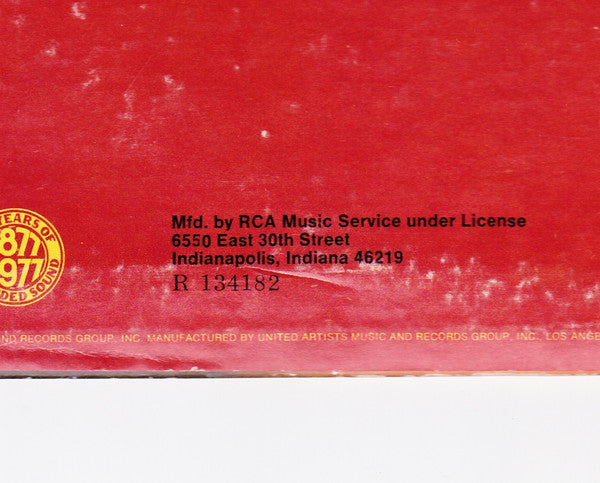 YEARS OF
877
977
DED SOUND
Mfd. by RCA Music Service under License
6550 East 30th Street
Indianapolis, Indiana 46219
R 134182
ND RECORDS GROUP, INC. MANUFACTURED BY UNITED ARTISTS MUSIC AND RECORDS GROUP, INC., LOS ANGE